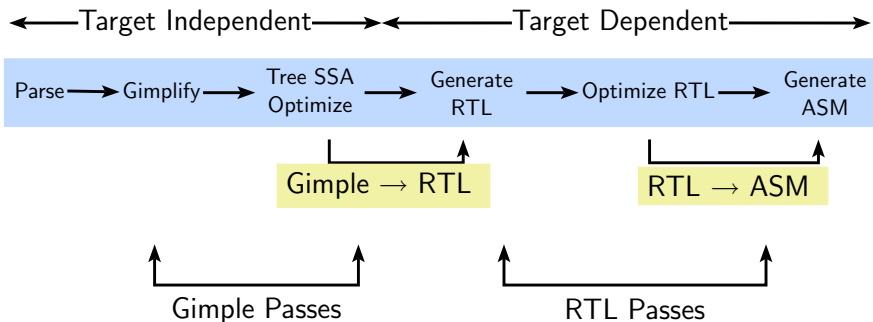 Target Independent Target Dependent
Parse Gimplify Tree SSA Optimize Generate RTL Optimize RTL Generate ASM
Gimple → RTL RTL → ASM
Gimple Passes RTL Passes